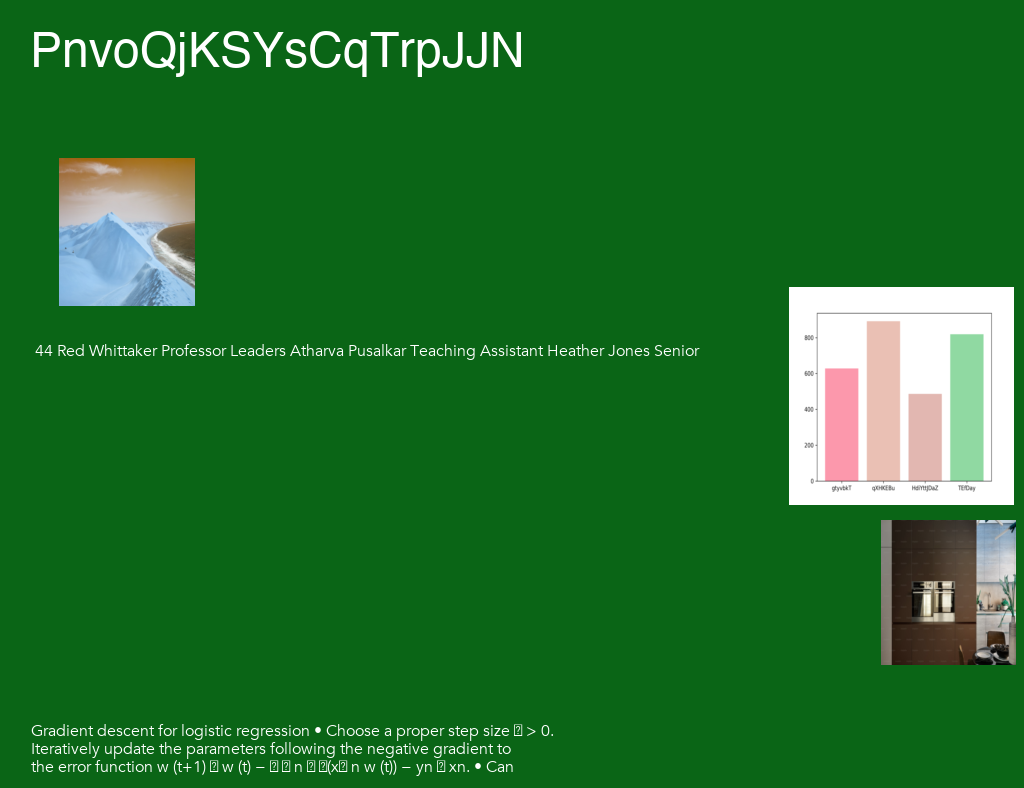 PnvoQjKSYsCqTrpJJN
44 Red Whittaker Professor Leaders Atharva Pusalkar Teaching Assistant Heather Jones Senior
800
600
400
200
0
gtyvbkT qXHKEBu HdiYttJDaZ TEfDay
Gradient descent for logistic regression • Choose a proper step size > 0.
Iteratively update the parameters following the negative gradient to
the error function w (t+1) w (t) − n (x n w (t)) − yn xn. • Can